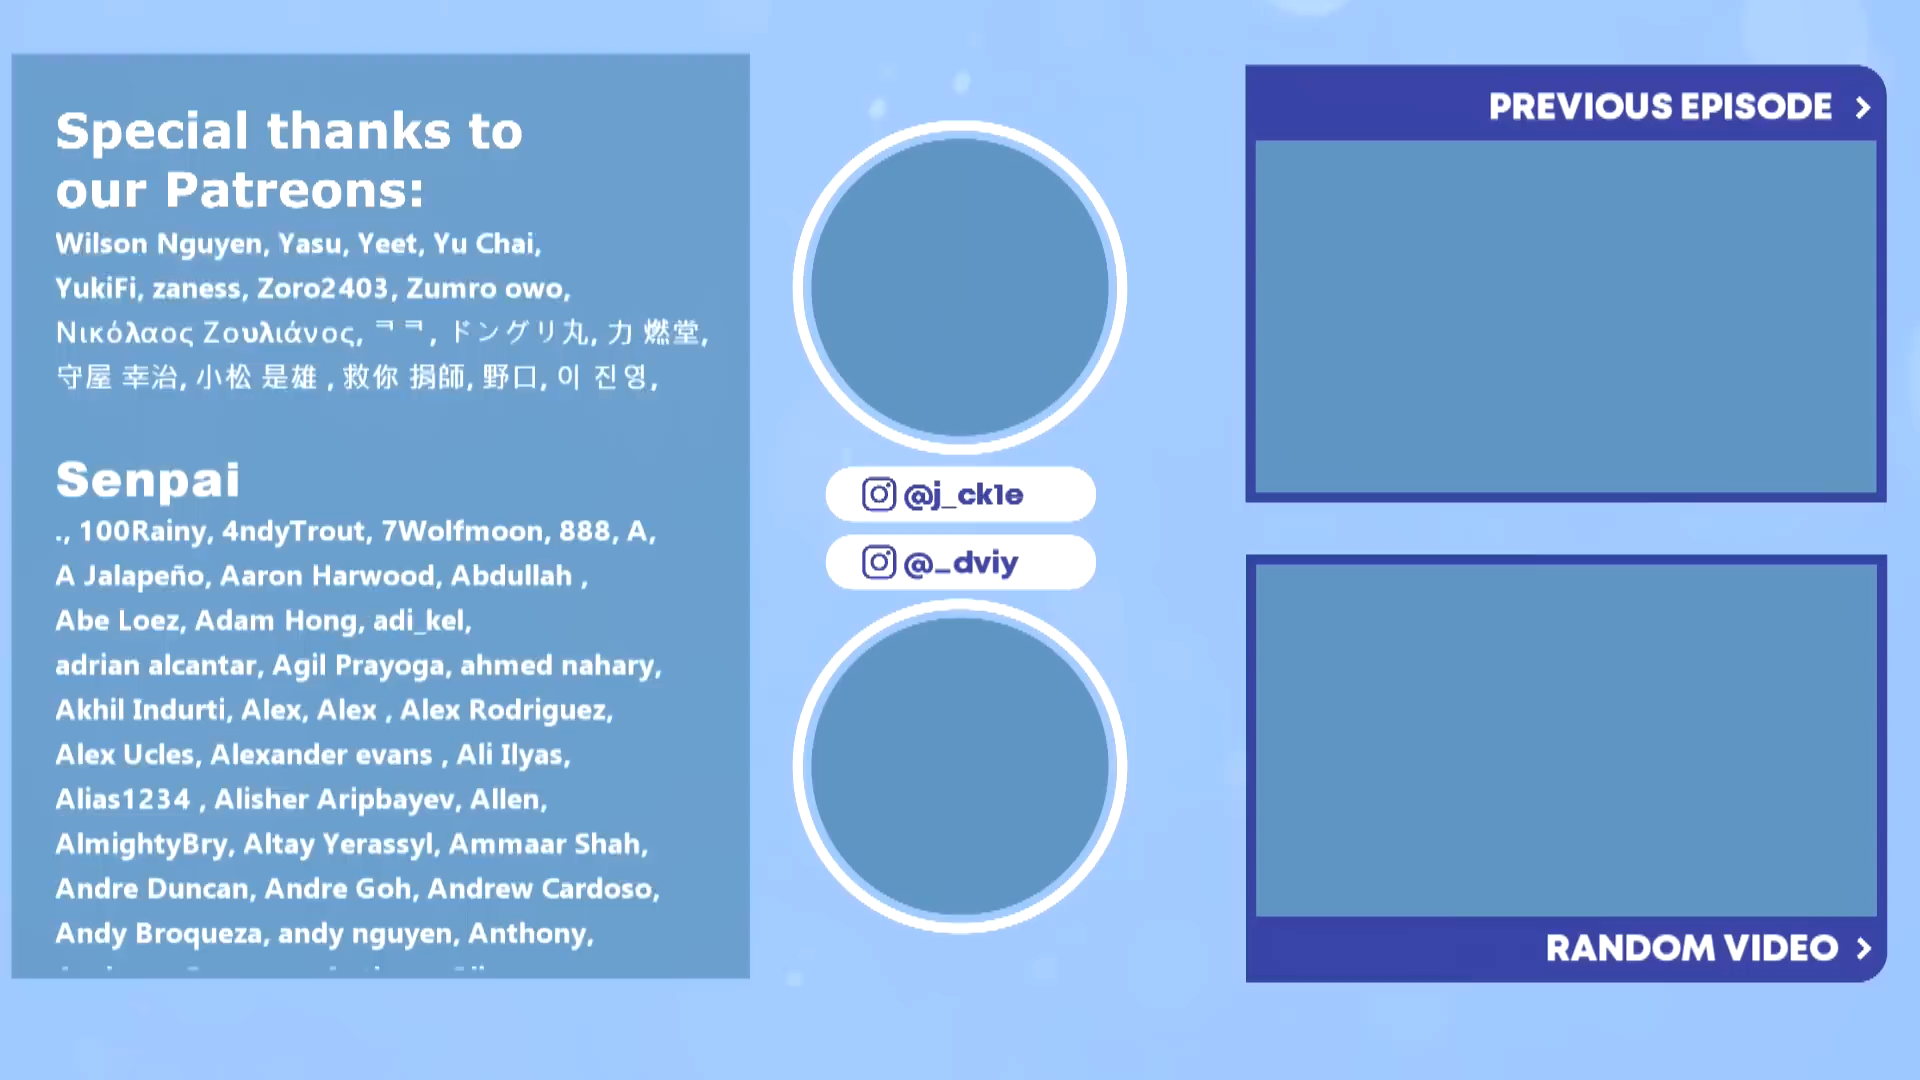 Special thanks to
our Patreons:
Wilson Nguyen, Yasu, Yeet, Yu Chai,
YukiFi, zaness, Zoro2403, Zumro owo,
Νικόλαος Ζουλιάνος, ᄏᄏ, ドングリ丸, 力 燃堂,
守屋 幸治, 小松 是雄 , 救你 捐師, 野口, 이 진영,
Senpai
., 100Rainy, 4ndyTrout, 7Wolfmoon, 888, A,
A Jalapeño, Aaron Harwood, Abdullah ,
Abe Loez, Adam Hong, adi_kel,
adrian alcantar, Agil Prayoga, ahmed nahary,
Akhil Indurti, Alex, Alex , Alex Rodriguez,
Alex Ucles, Alexander evans , Ali Ilyas,
Alias1234 , Alisher Aripbayev, Allen,
AlmightyBry, Altay Yerassyl, Ammaar Shah,
Andre Duncan, Andre Goh, Andrew Cardoso,
Andy Broqueza, andy nguyen, Anthony,
@j_ck1e
@_dviy
PREVIOUS EPISODE
RANDOM VIDEO